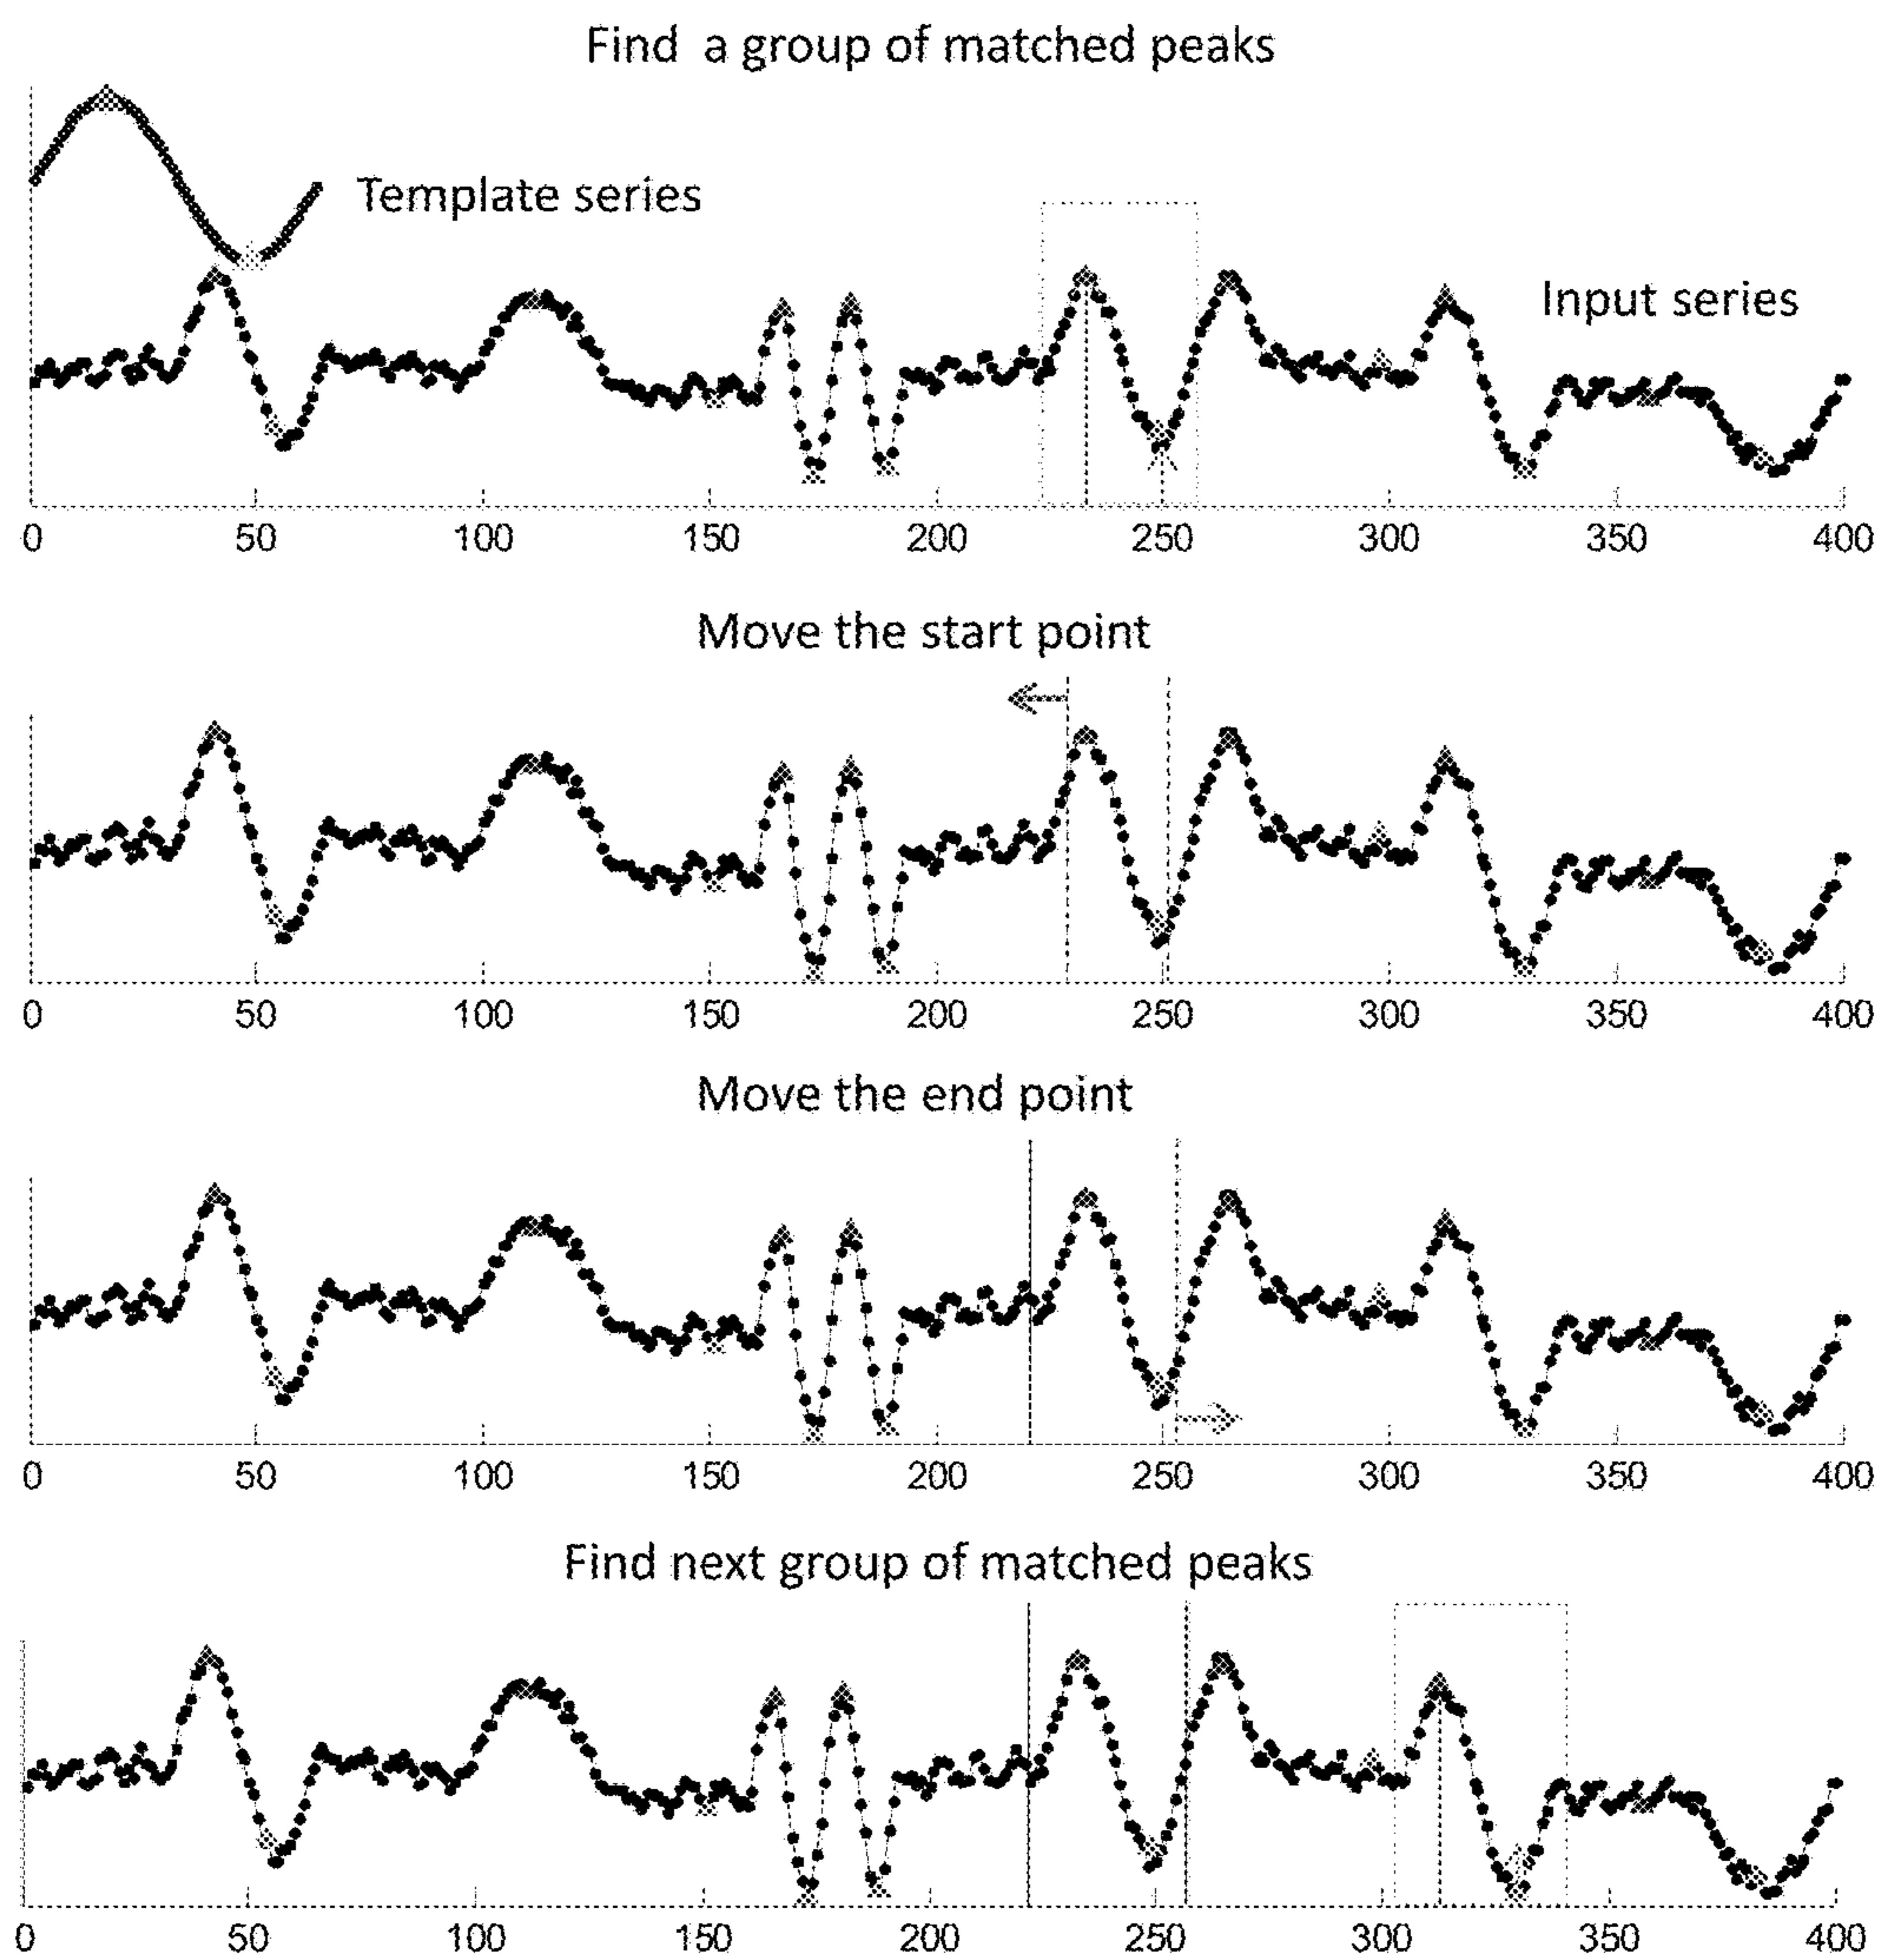 Find a group of matched peaks
Template series
Input series
0 50 100 150 200 250 300 350 400
Move the start point
0 50 100 150 200 250 300 350 400
Move the end point
0 50 100 150 200 250 300 350 400
Find next group of matched peaks
0 50 100 150 200 250 300 350 400